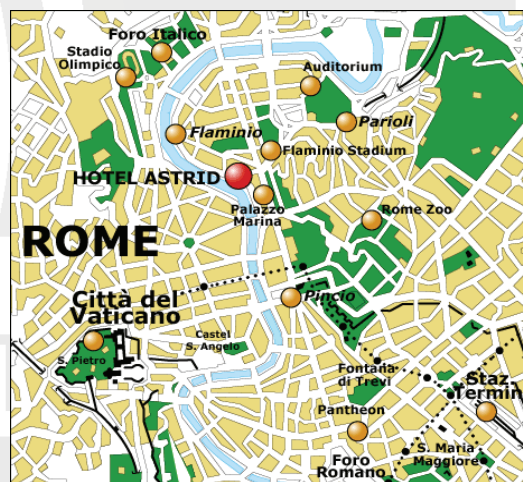 Foro Italico
Stadio
Olimpico
Auditorium
Flaminio
Parioli
Flaminio Stadium
HOTEL ASTRID
Palazzo
Marina
Rome Zoo
ROME
Città del
Vaticano
Pincio
Castel
S. Angelo
S. Pietro
Fontana
di Trevi
Staz.
Termin
Pantheon
S. Maria
Maggiore
Foro
Romano